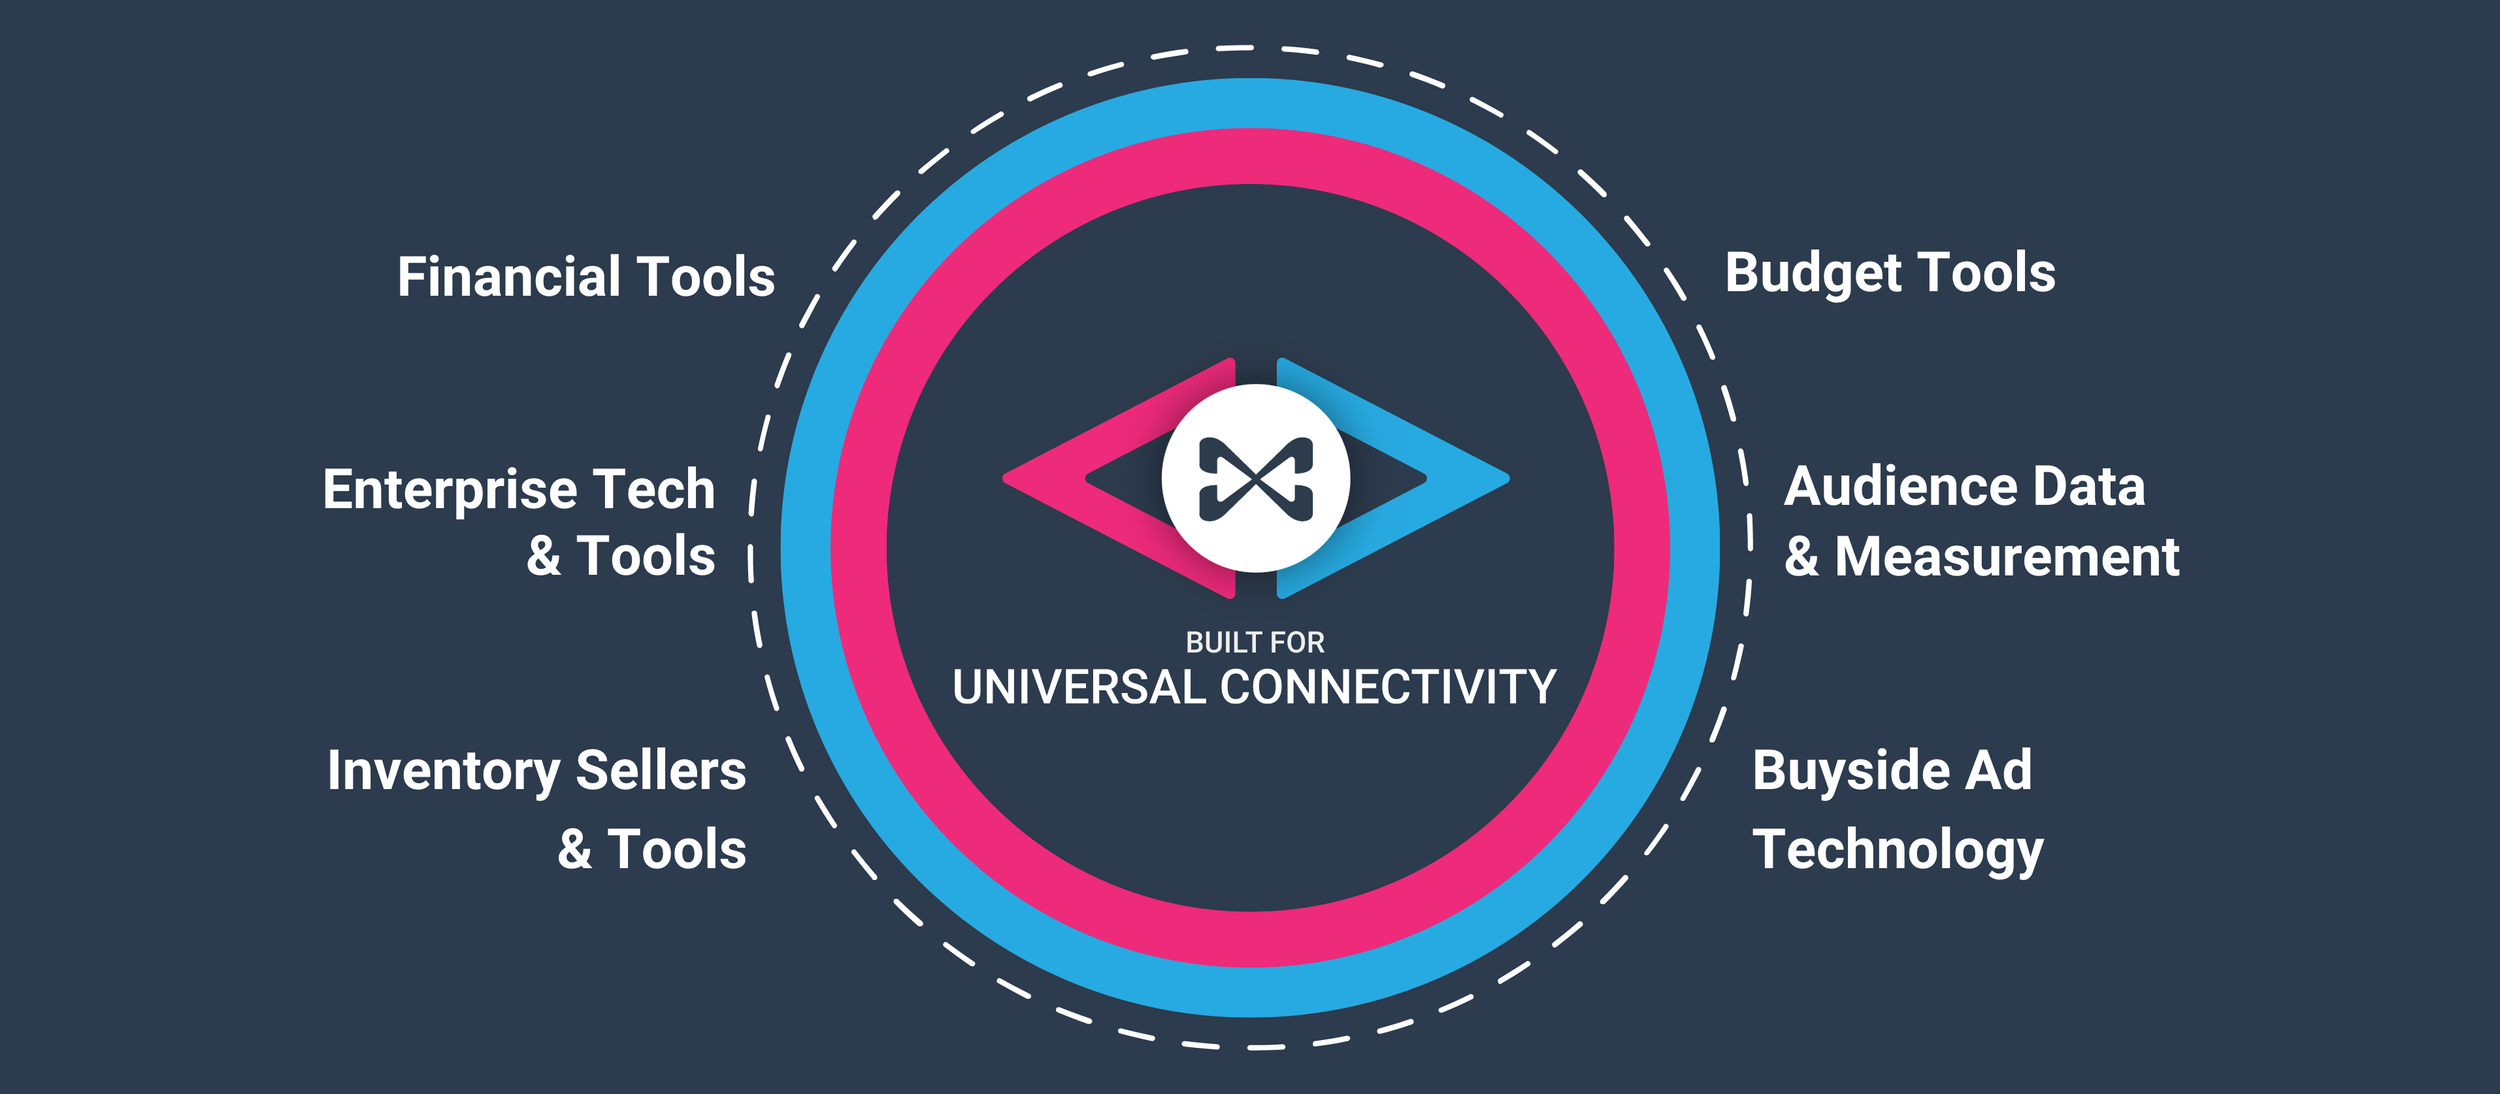 Financial Tools
Enterprise Tech
& Tools
Inventory Sellers
& Tools
BUILT FOR
UNIVERSAL CONNECTIVITY
Budget Tools
Audience Data
& Measurement
Buyside Ad
Technology